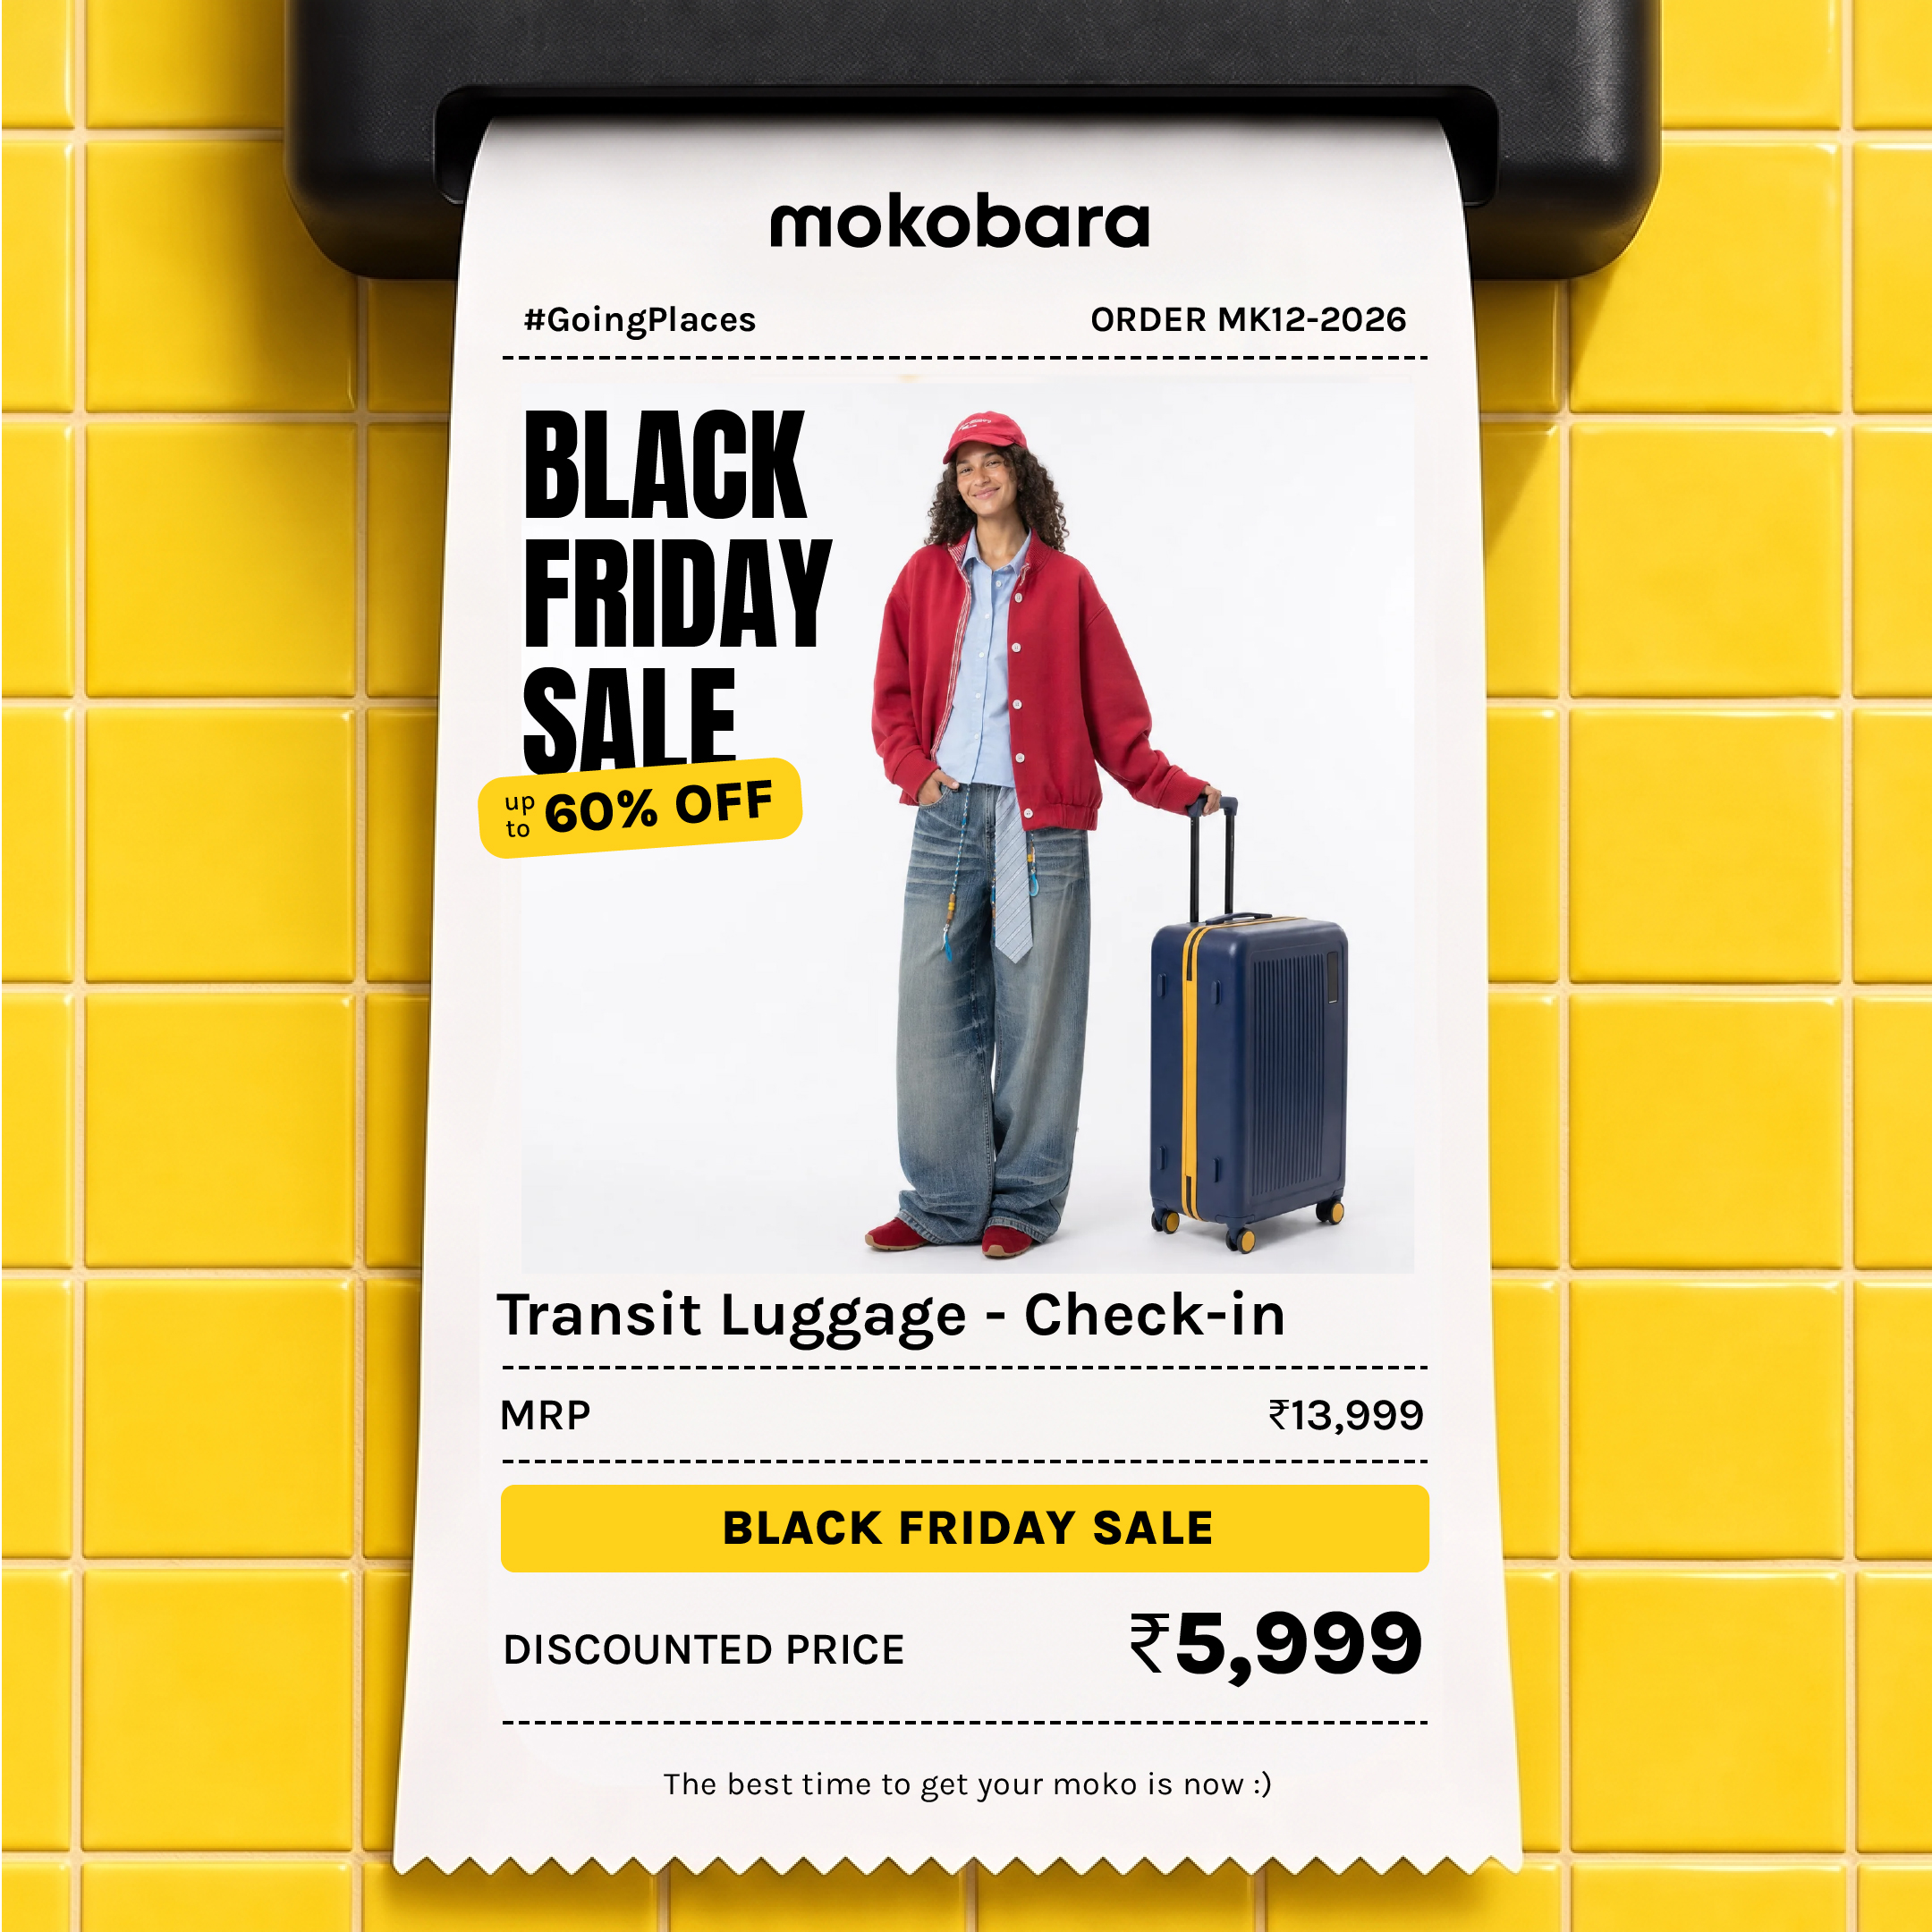 mokobara
#GoingPlaces
ORDER MK12-2026
BLACK
FRIDAY
SALE
up
to
60% OFF
Transit Luggage - Check-in
MRP
₹13,999
BLACK FRIDAY SALE
DISCOUNTED PRICE
₹5,999
The best time to get your moko is now :)